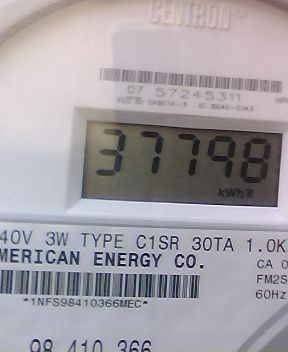 CENTRON
07 57245311
37798
kWh
40V 3W TYPE C1SR 30TA 1.0K
MERICAN ENERGY CO.
CA 0
FM2S
60Hz
*1NFS98410366MEC*
98 410 366